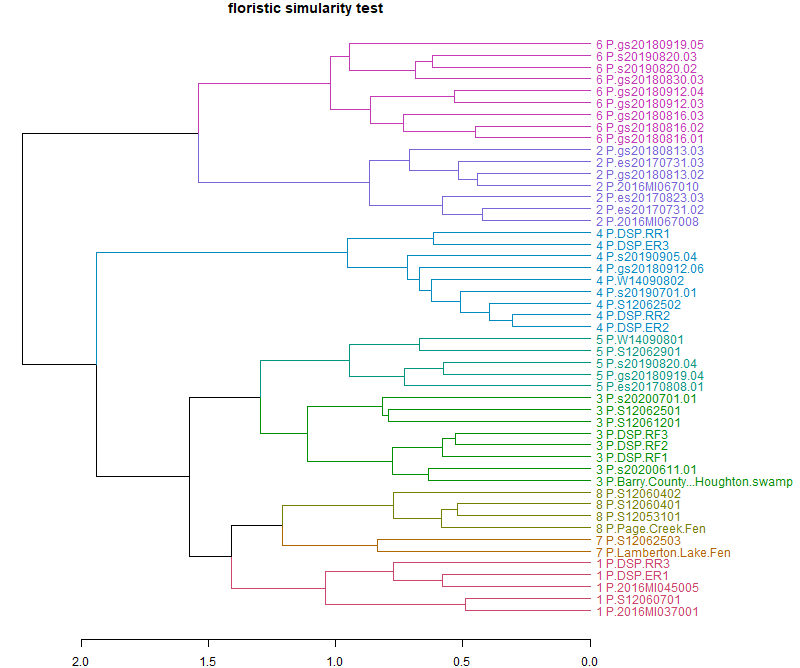 floristic simularity test
6 P.gs20180919.05
6 P.s20190820.03
6 P.s20190820.02
6 P.gs20180830.03
6 P.gs20180912.04
6 P.gs20180912.03
6 P.gs20180816.03
6 P.gs20180816.02
6 P.gs20180816.01
2 P.gs20180813.03
2 P.es20170731.03
2 P.gs20180813.02
2 P.2016MI067010
2 P.es20170823.03
2 P.es20170731.02
2 P.2016MI067008
4 P.DSP.RR1
4 P.DSP.ER3
4 P.s20190905.04
4 P.gs20180912.06
4 P.W14090802
4 P.s20190701.01
4 P.S12062502
4 P.DSP.RR2
4 P.DSP.ER2
5 P.W14090801
5 P.S12062901
5 P.s20190820.04
5 P.gs20180919.04
5 P.es20170808.01
3 P.s20200701.01
3 P.S12062501
3 P.S12061201
3 P.DSP.RF3
3 P.DSP.RF2
3 P.DSP.RF1
3 P.s20200611.01
3 P.Barry.County...Houghton.swamp
8 P.S12060402
8 P.S12060401
8 P.S12053101
8 P.Page.Creek.Fen
7 P.S12062503
7 P.Lamberton.Lake.Fen
1 P.DSP.RR3
1 P.DSP.ER1
1 P.2016MI045005
1 P.S12060701
1 P.2016MI037001
2.0 1.5 1.0 0.5 0.0